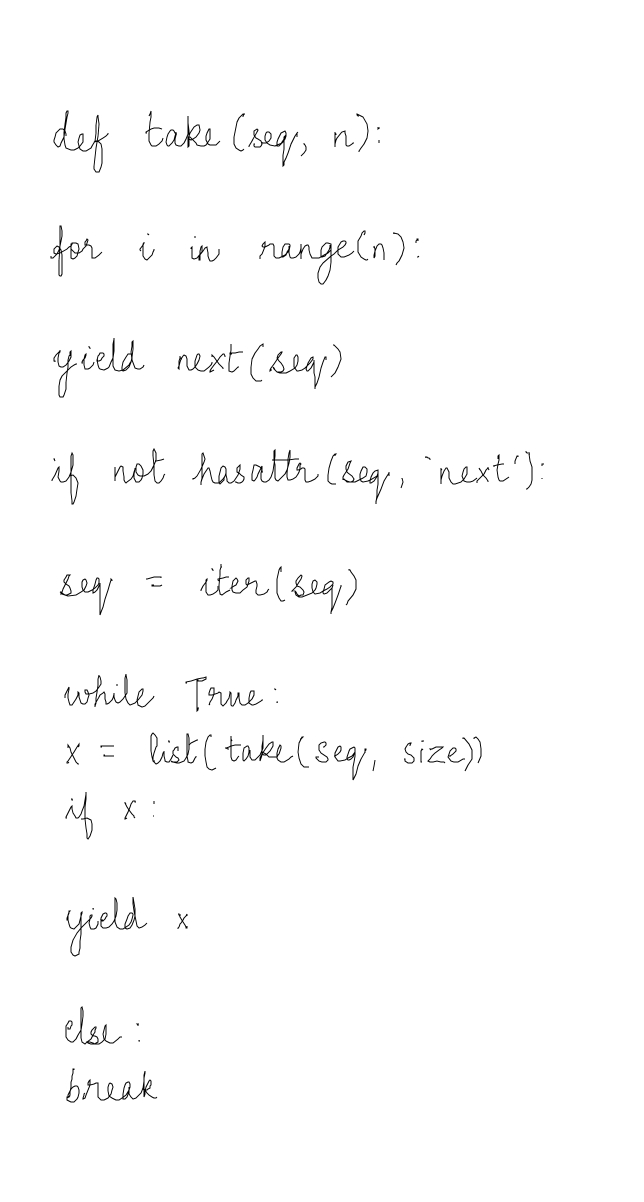 def take(seq, n):
for i in range(n):
yield next(seq)
if not hasattr(seq, `next'):
seq = iter(seq)
while True:
x = list(take(seq, size))
if x:
yield x
else:
break